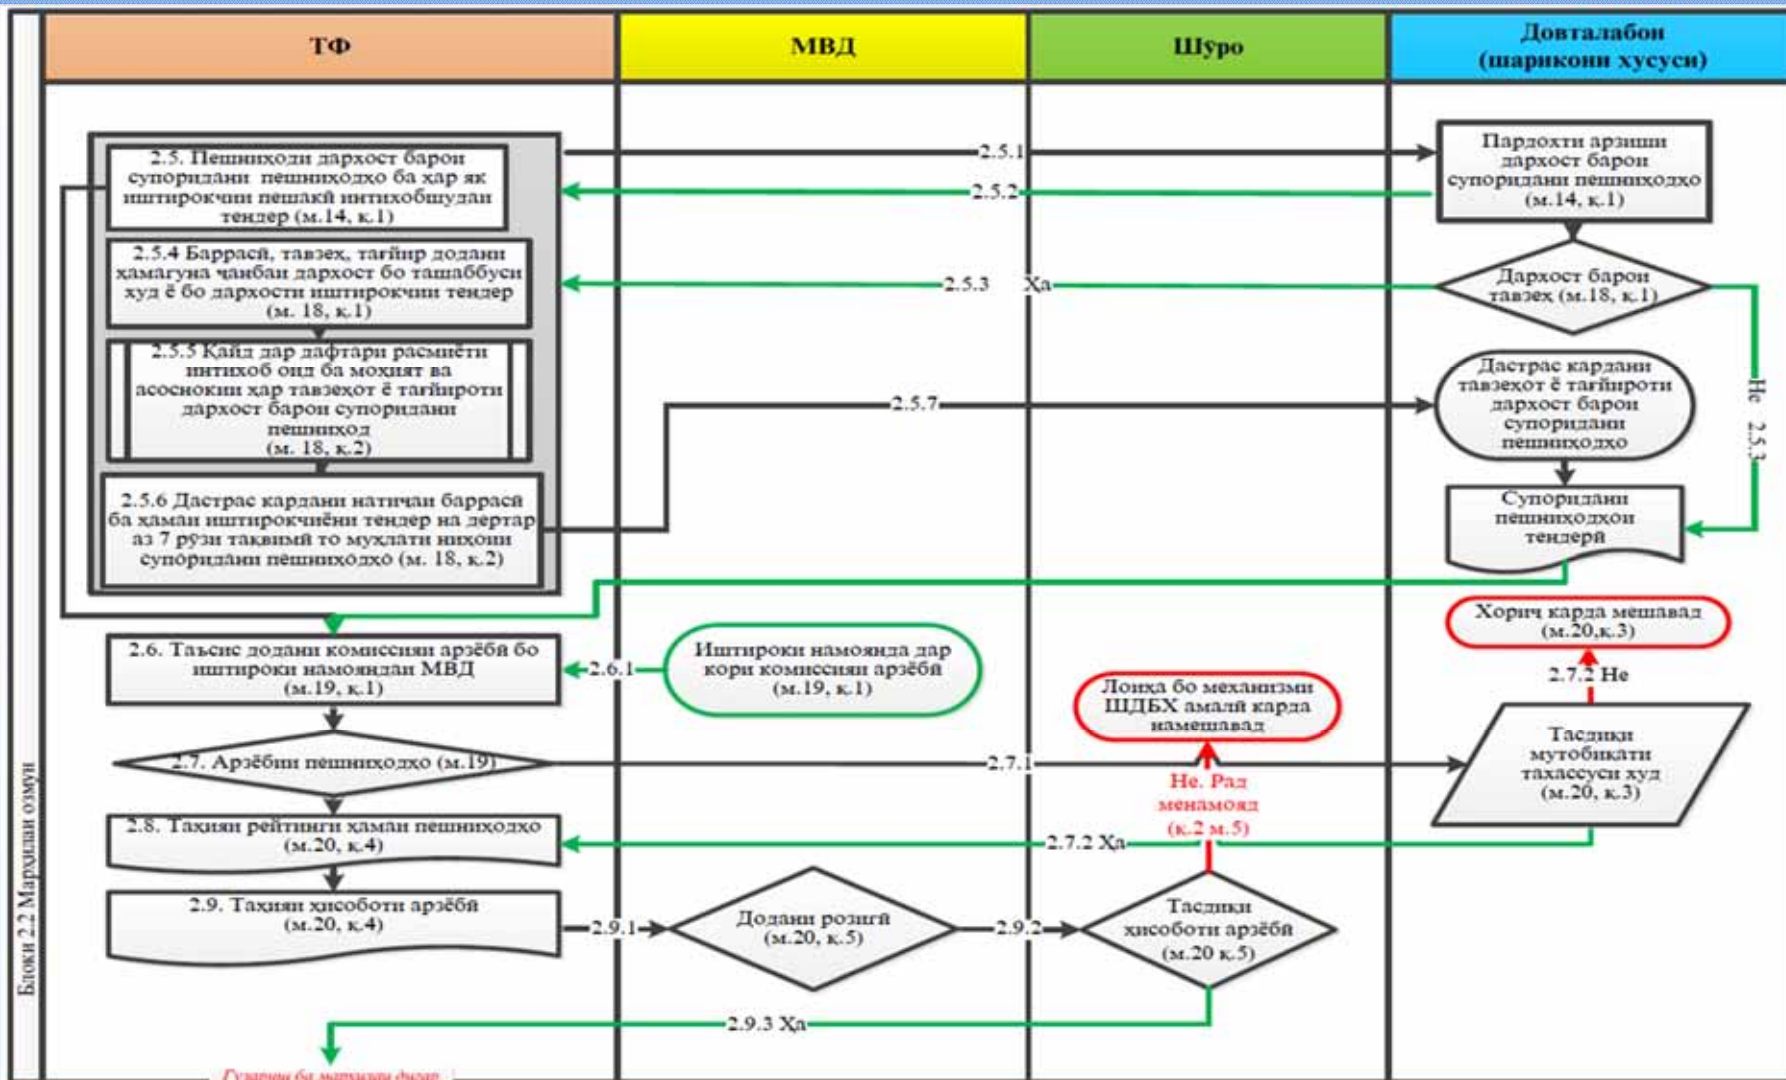 ТФ
МВД
Шӯро
Довталабон
(шарикони хусуси)
2.5. Пешниҳоди дархост барои
супоридани пешниҳодҳо ба ҳар як
иштирокчии пешакӣ интихобшудаи
тендер (м.14, қ.1)
2.5.1
2.5.2
Пардохти арзиши
дархост барои
супоридани пешниҳодҳо
(м.14, қ.1)
2.5.4 Баррасӣ, тавзеҳ, тағйир додани
ҳамагуна ҷанбаи дархост бо ташаббуси
худ ё бо дархости иштирокчии тендер
(м. 18, қ.1)
2.5.3 Ҳа
Дархост барои
тавзеҳ (м.18, қ.1)
Не 2.5.3
2.5.5 Қайд дар дафтари расмиёти
интихоб оид ба моҳият ва
асоснокии ҳар тавзеҳот ё тағйироти
дархост барои супоридани
пешниҳод
(м. 18, қ.2)
2.5.7
Дастрас кардани
тавзеҳот ё тағйироти
дархост барои
супоридани
пешниҳодҳо
2.5.6 Дастрас кардани натиҷаи баррасӣ
ба ҳамаи иштирокчиёни тендер на дертар
аз 7 рӯзи тақвимӣ то муҳлати ниҳоии
супоридани пешниҳодҳо (м. 18, қ.2)
Супоридани
пешниҳодҳои
тендерӣ
2.6. Таъсис додани комиссияи арзёбӣ бо
иштироки намояндаи МВД
(м.19, қ.1)
2.6.1
Иштироки намоянда дар
кори комиссияи арзёбӣ
(м.19, қ.1)
Лоиҳа бо механизми
ШДБХ амалӣ карда
намешавад
Хориҷ карда мешавад
(м.20,қ.3)
2.7.2 Не
2.7. Арзёбии пешниҳодҳо (м.19)
2.7.1
Не. Рад
менамояд
(қ.2 м.5)
Тасдиқи
мутобиқати
тахассуси худ
(м.20, қ.3)
2.8. Таҳияи рейтинги ҳамаи пешниҳодҳо
(м.20, қ.4)
2.7.2 Ҳа
2.9. Таҳияи ҳисоботи арзёбӣ
(м.20, қ.4)
2.9.1
Додани розигӣ
(м.20, қ.5)
2.9.2
Тасдиқи
ҳисоботи арзёбӣ
(м.20 қ.5)
2.9.3 Ҳа
Гузариш ба марҳилаи дигар
Блоки 2.2 Марҳилаи озмун